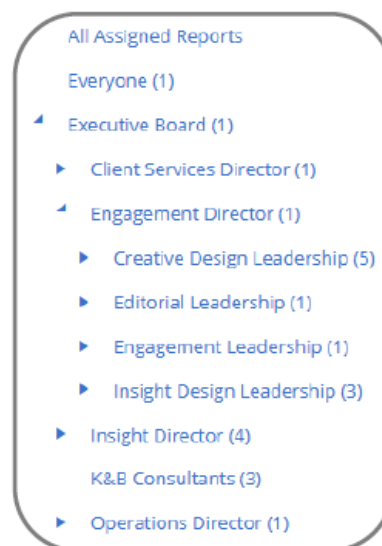 All Assigned Reports
Everyone (1)
Executive Board (1)
Client Services Director (1)
Engagement Director (1)
Creative Design Leadership (5)
Editorial Leadership (1)
Engagement Leadership (1)
Insight Design Leadership (3)
Insight Director (4)
K&B Consultants (3)
Operations Director (1)